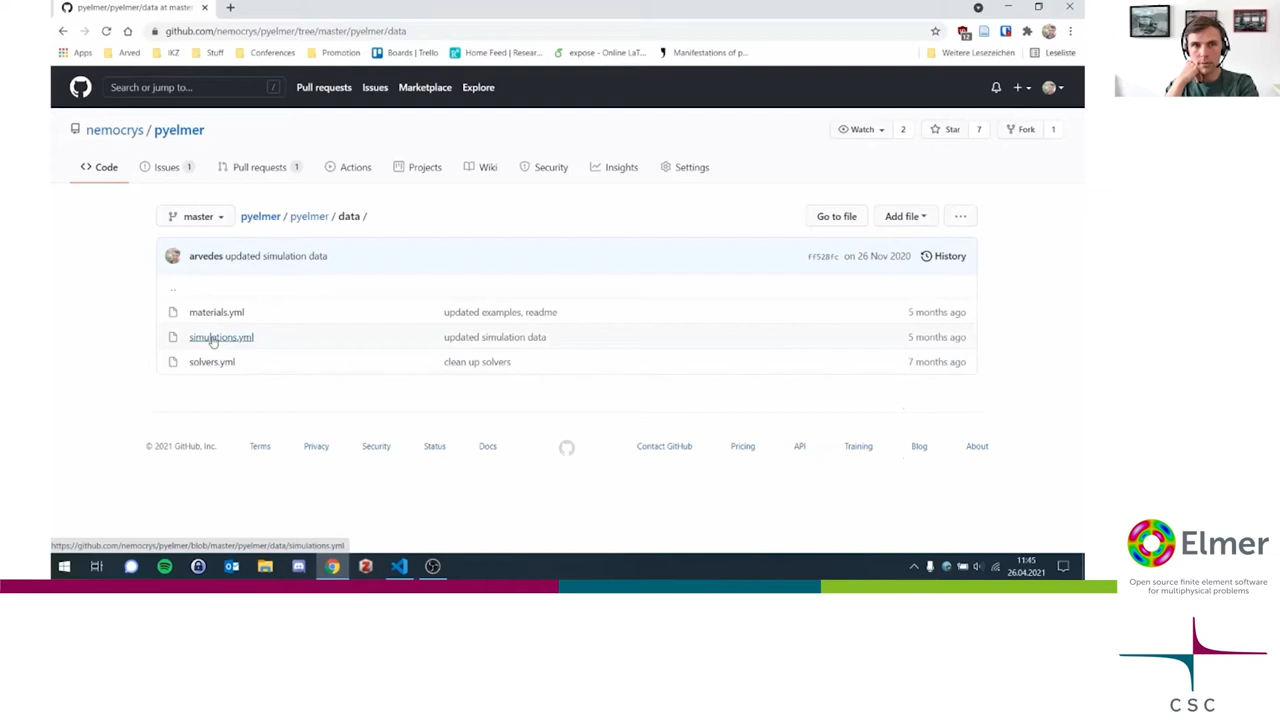 pyelmer/pyelmer/data at master
github.com/nemocrys/pyelmer/tree/master/pyelmer/data
Apps Arved IKZ Stuff Conferences Promotion Boards | Trello Home Feed | Resear... expose - Online LaT... Manifestations of p... Weitere Lesezeichen Leseliste
Search or jump to... / Pull requests Issues Marketplace Explore
nemocrys / pyelmer Watch 2 Star 7 Fork 1
<> Code Issues 1 Pull requests 1 Actions Projects Wiki Security Insights Settings
master pyelmer / pyelmer / data / Go to file Add file ...
arvedes updated simulation data ff528fc on 26 Nov 2020 History
..
materials.yml updated examples, readme 5 months ago
simulations.yml updated simulation data 5 months ago
solvers.yml clean up solvers 7 months ago
© 2021 GitHub, Inc. Terms Privacy Security Status Docs Contact GitHub Pricing API Training Blog About
https://github.com/nemocrys/pyelmer/blob/master/pyelmer/data/simulations.yml
11:45
26.04.2021
Elmer
Open source finite element software
for multiphysical problems
CSC